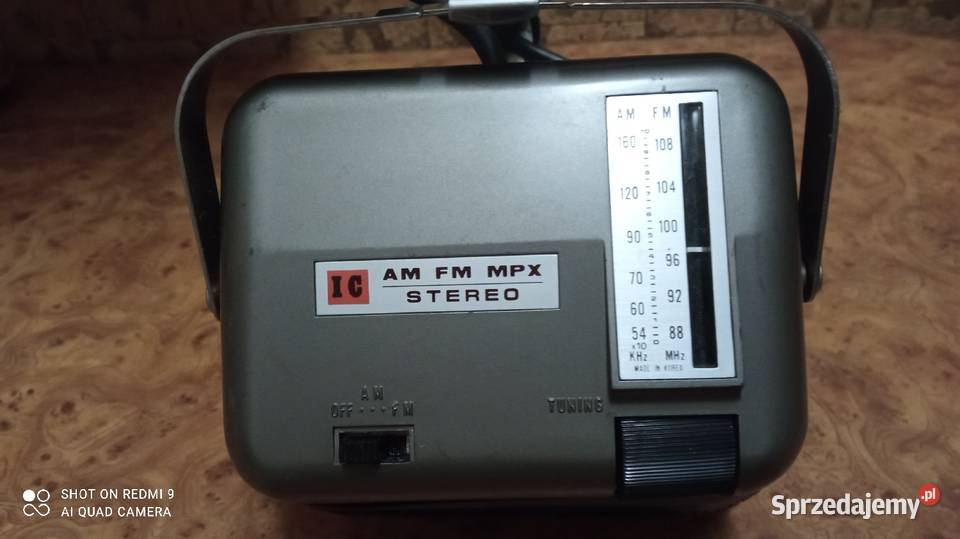 AM FM
160 108
120 104
90 100
96
70 92
60
54 88
x10
KHz MHz
MADE IN KOREA
IC AM FM MPX
STEREO
AM
OFF • • • FM
TUNING
SHOT ON REDMI 9
AI QUAD CAMERA
Sprzedajemy.pl